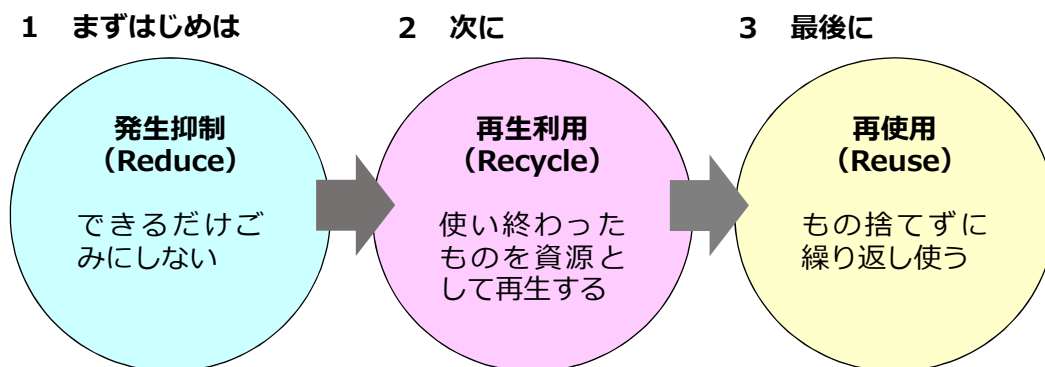 1 まずはじめは
発生抑制
（Reduce）
できるだけご
みにしない
2 次に
再生利用
（Recycle）
使い終わった
ものを資源と
して再生する
3 最後に
再使用
（Reuse）
もの捨てずに
繰り返し使う